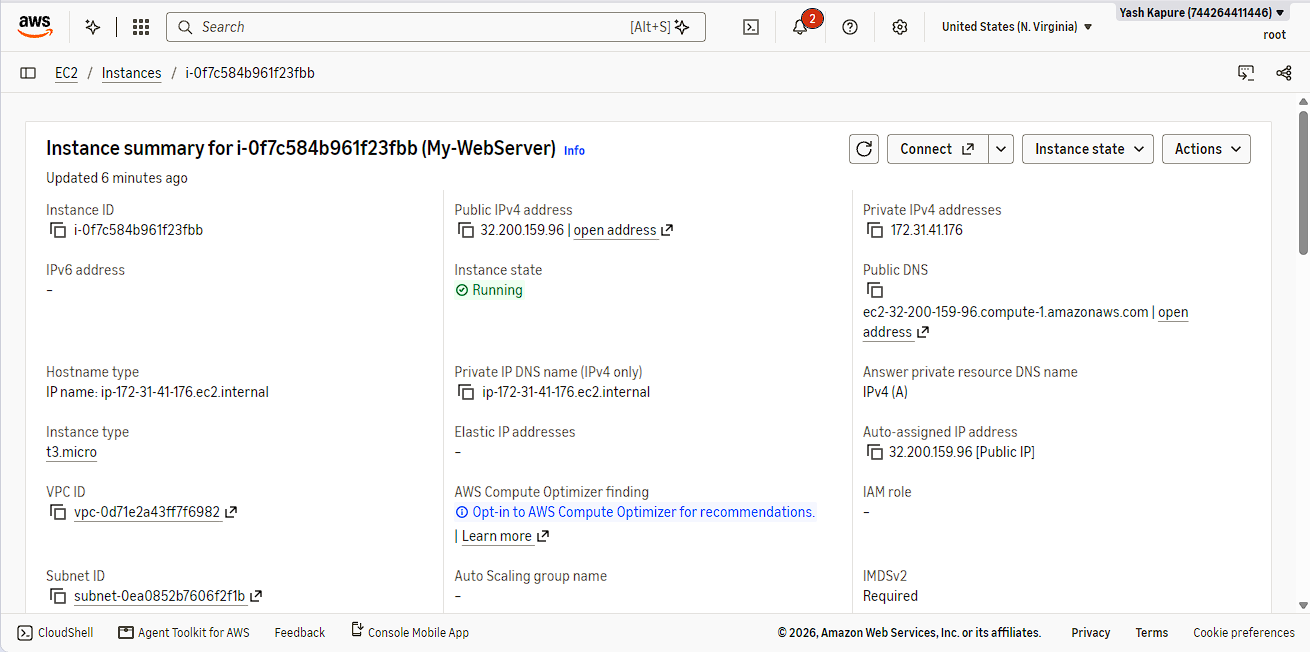 aws
Search [Alt+S]
2
United States (N. Virginia)
Yash Kapure (744264411446)
root
EC2 / Instances / i-0f7c584b961f23fbb
Instance summary for i-0f7c584b961f23fbb (My-WebServer) Info
Updated 6 minutes ago
Connect
Instance state
Actions
Instance ID
i-0f7c584b961f23fbb
Public IPv4 address
32.200.159.96 | open address
Private IPv4 addresses
172.31.41.176
IPv6 address
–
Instance state
Running
Public DNS
ec2-32-200-159-96.compute-1.amazonaws.com | open
address
Hostname type
IP name: ip-172-31-41-176.ec2.internal
Private IP DNS name (IPv4 only)
ip-172-31-41-176.ec2.internal
Answer private resource DNS name
IPv4 (A)
Instance type
t3.micro
Elastic IP addresses
–
Auto-assigned IP address
32.200.159.96 [Public IP]
VPC ID
vpc-0d71e2a43ff7f6982
AWS Compute Optimizer finding
Opt-in to AWS Compute Optimizer for recommendations.
| Learn more
IAM role
–
Subnet ID
subnet-0ea0852b7606f2f1b
Auto Scaling group name
–
IMDSv2
Required
CloudShell
Agent Toolkit for AWS
Feedback
Console Mobile App
© 2026, Amazon Web Services, Inc. or its affiliates.
Privacy
Terms
Cookie preferences